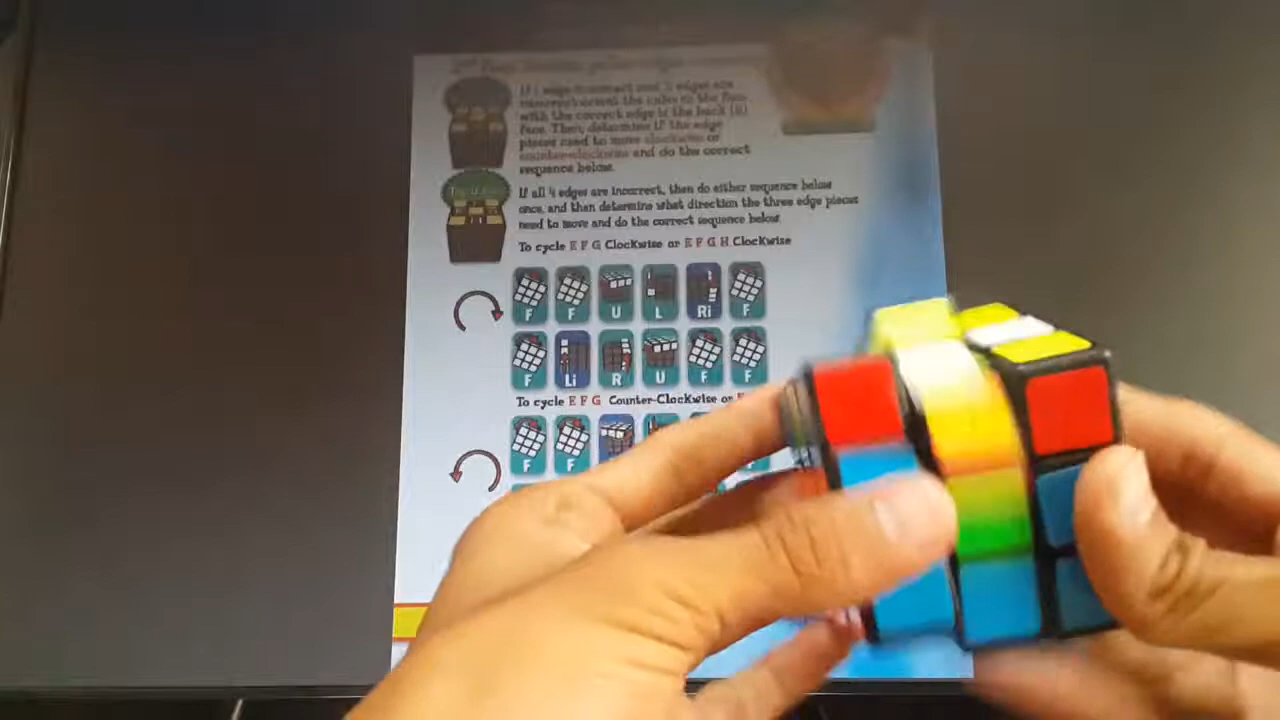 If 1 edge is correct and 3 edges are
incorrect orient the cube so the face
with the correct edge is the back (B)
face. Then, determine if the edge
pieces need to move clockwise or
counter-clockwise and do the correct
sequence below.
If all 4 edges are incorrect, then do either sequence below
once, and then determine what direction the three edge pieces
need to move and do the correct sequence below
To cycle E F G Clockwise or E F G H Clockwise
F F U L Ri F
F Li R U F F
To cycle E F G Counter-Clockwise or
F F